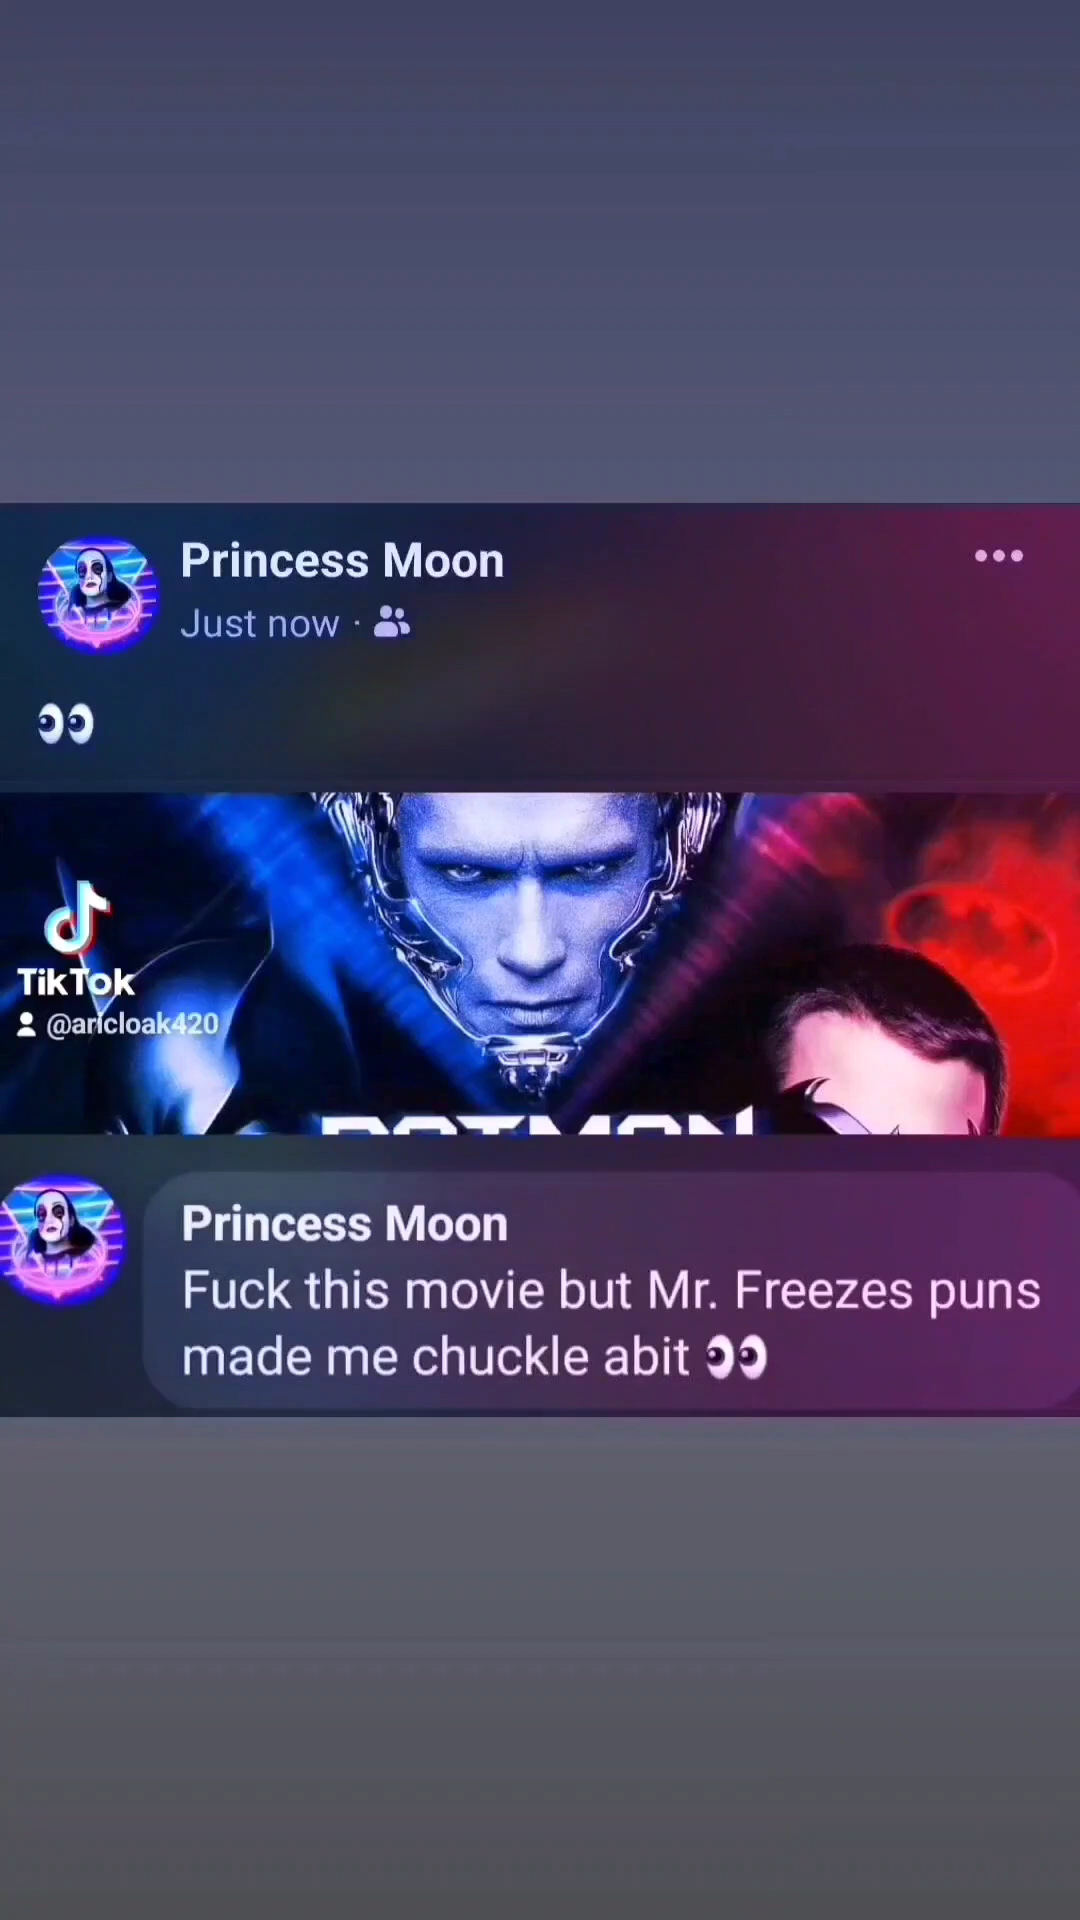 Princess Moon
Just now ·
👀
TikTok
@aricloak420
BATMAN
Princess Moon
Fuck this movie but Mr. Freezes puns
made me chuckle abit 👀